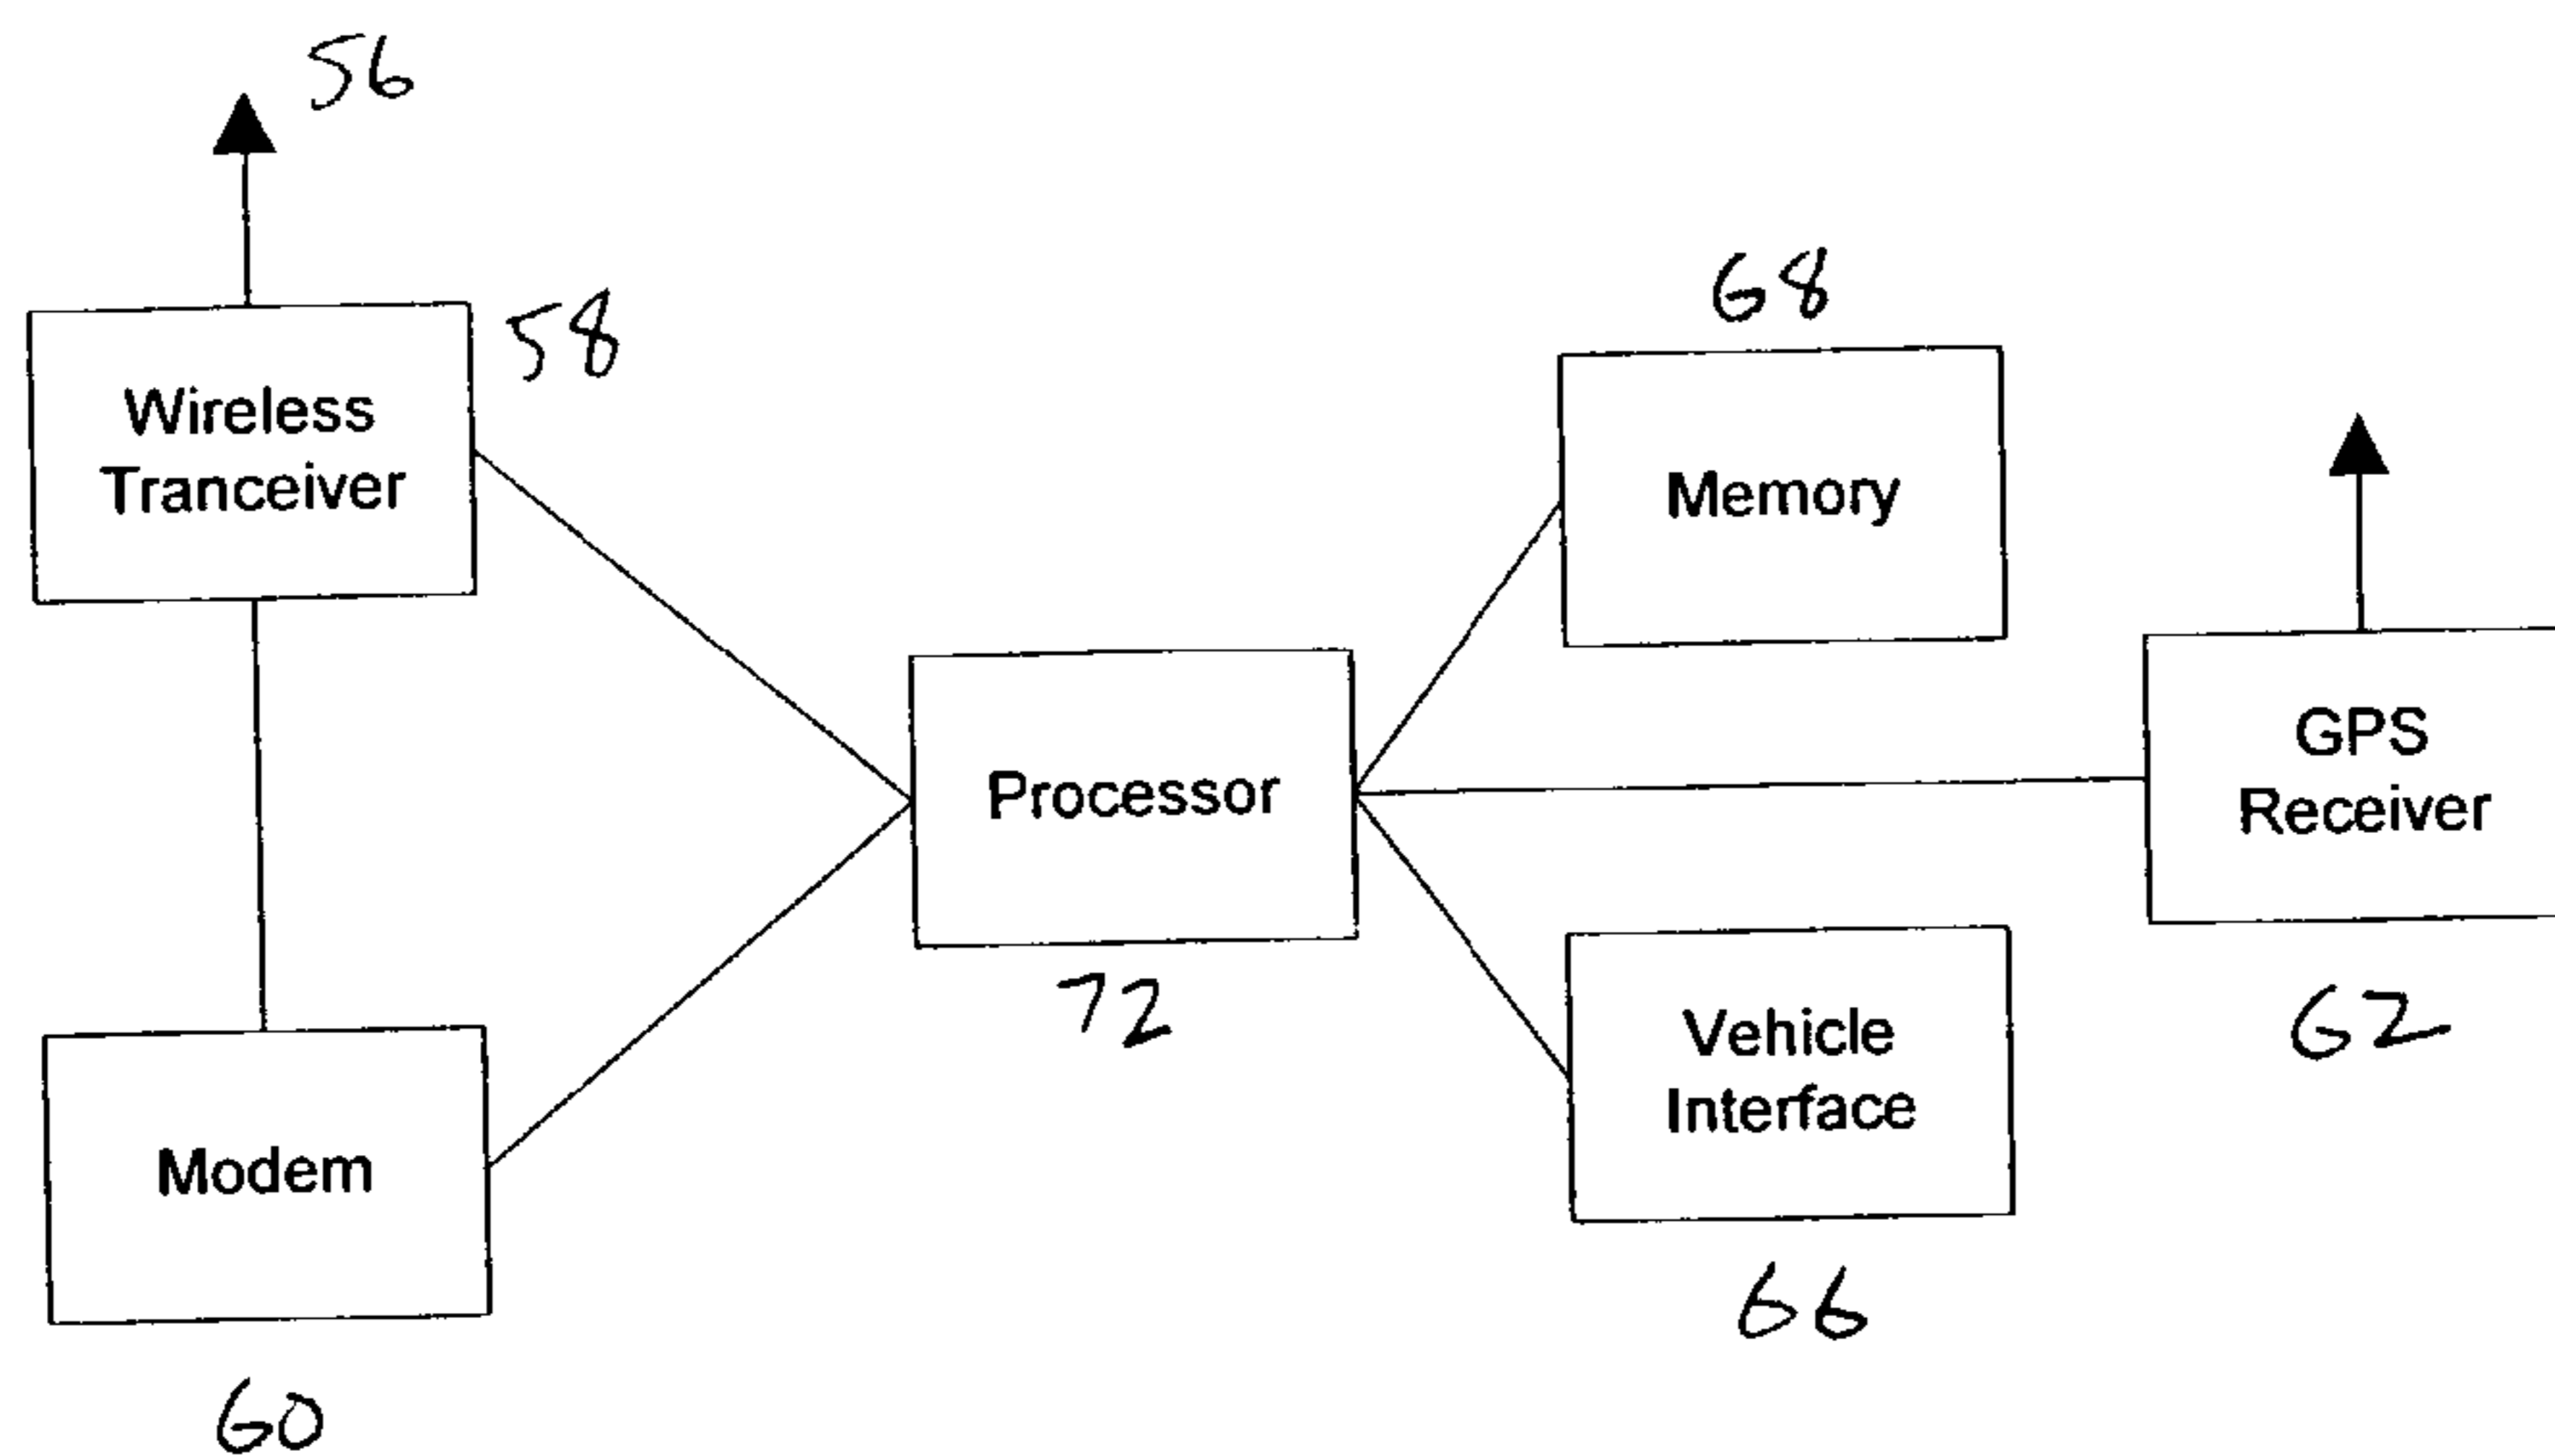 56
58
Wireless
Tranceiver
68
Memory
GPS
Receiver
62
Processor
72
Vehicle
Interface
66
Modem
60